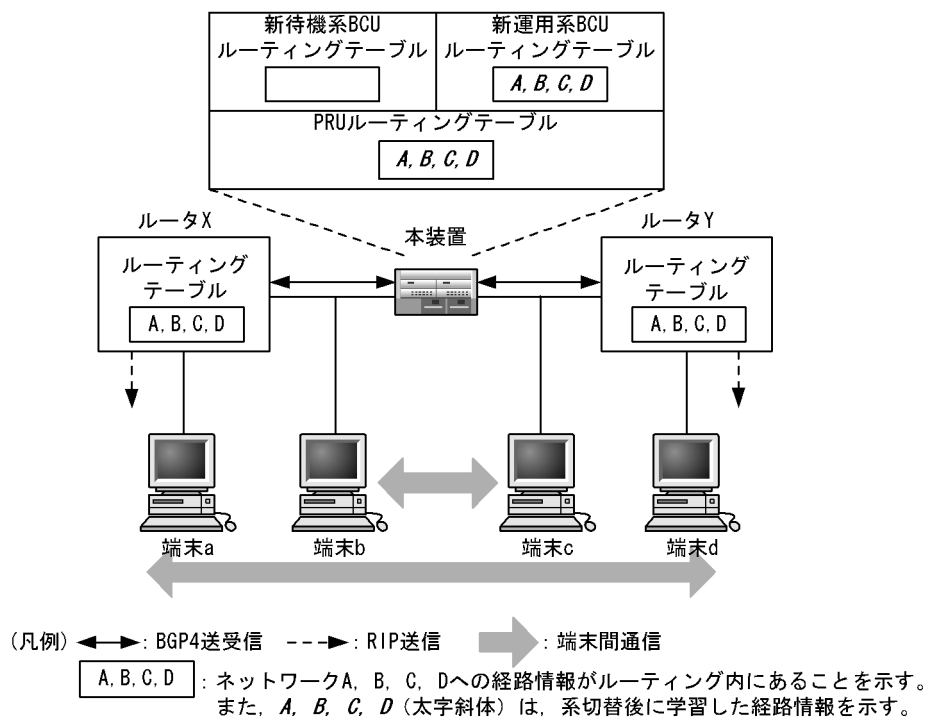 新待機系BCU
ルーティングテーブル
新運用系BCU
ルーティングテーブル
A, B, C, D
PRUルーティングテーブル
A, B, C, D
ルータX
本装置
ルータY
ルーティング
テーブル
A, B, C, D
ルーティング
テーブル
A, B, C, D
端末a
端末b
端末c
端末d
(凡例) : BGP4送受信 : RIP送信 : 端末間通信
A, B, C, D : ネットワークA, B, C, Dへの経路情報がルーティング内にあることを示す。
また, A, B, C, D (太字斜体) は, 系切替後に学習した経路情報を示す。